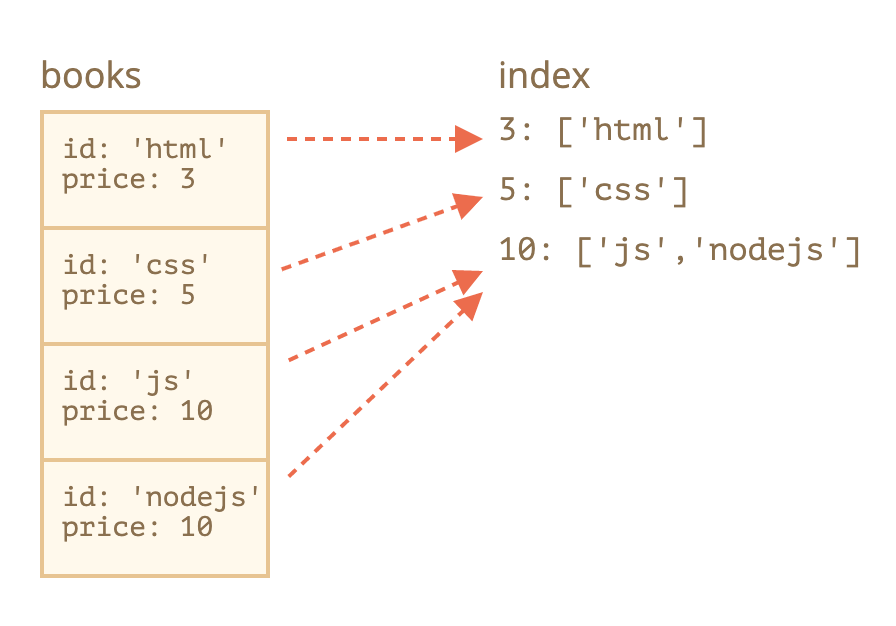 books
id: 'html'
price: 3
id: 'css'
price: 5
id: 'js'
price: 10
id: 'nodejs'
price: 10
index
3: ['html']
5: ['css']
10: ['js','nodejs']